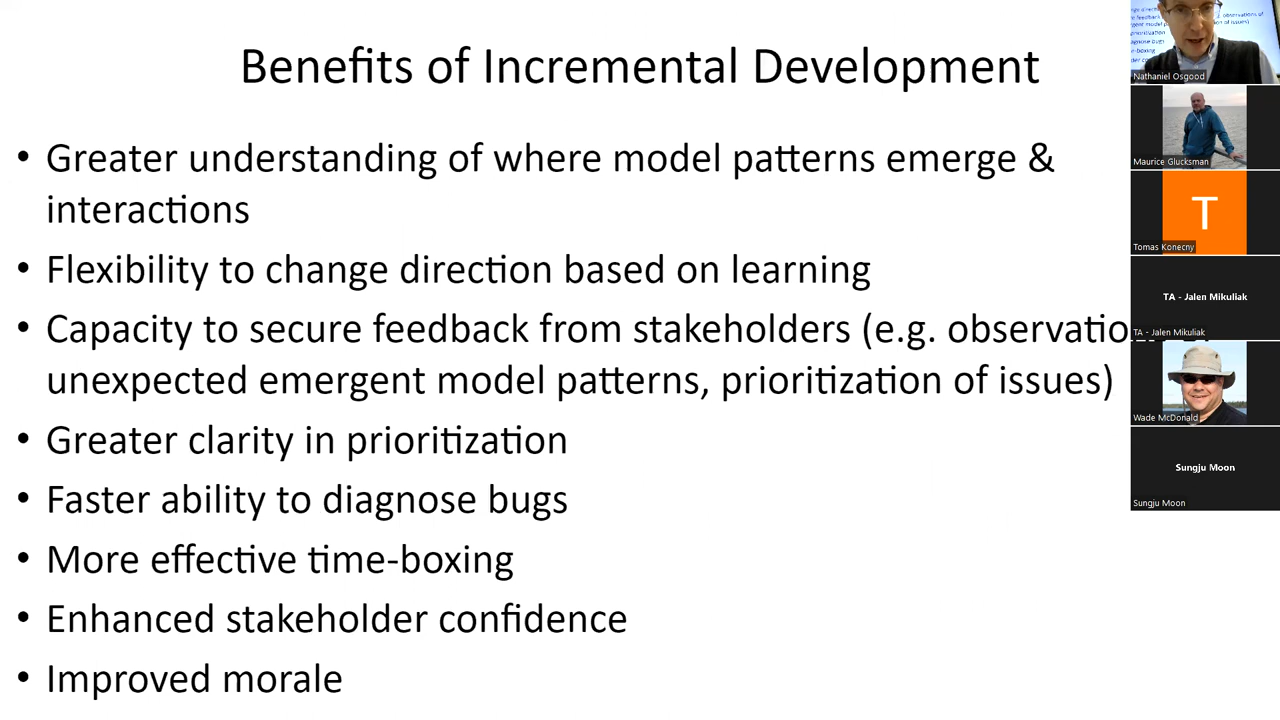 Benefits of Incremental Development
• Greater understanding of where model patterns emerge &
interactions
• Flexibility to change direction based on learning
• Capacity to secure feedback from stakeholders (e.g.
unexpected emergent model patterns, prioritization of issues)
• Greater clarity in prioritization
• Faster ability to diagnose bugs
• More effective time-boxing
• Enhanced stakeholder confidence
• Improved morale
Nathaniel Osgood
Maurice Glucksman
T
Tomas Konecny
TA - Jalen Mikuliak
TA - Jalen Mikuliak
Wade McDonald
Sungju Moon
Sungju Moon